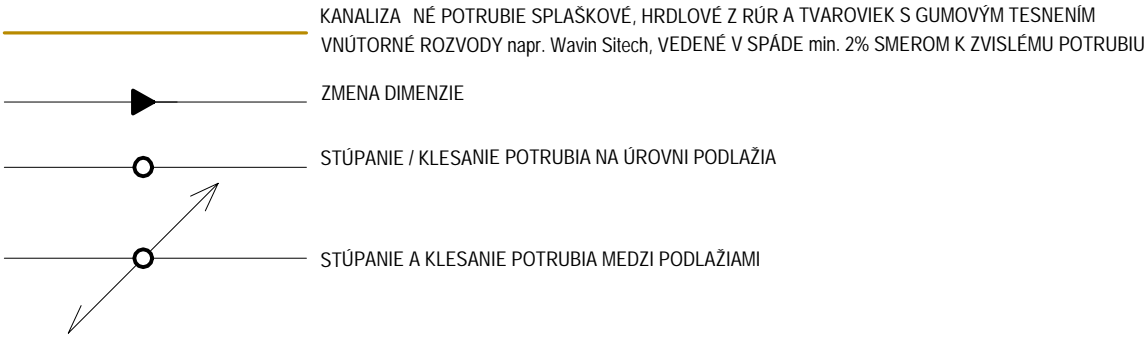 KANALIZA NÉ POTRUBIE SPLAŠKOVÉ, HRDLOVÉ Z RÚR A TVAROVIEK S GUMOVÝM TESNENÍM
VNÚTORNÉ ROZVODY napr. Wavin Sitech, VEDENÉ V SPÁDE min. 2% SMEROM K ZVISLÉMU POTRUBIU
ZMENA DIMENZIE
STÚPANIE / KLESANIE POTRUBIA NA ÚROVNI PODLAŽIA
STÚPANIE A KLESANIE POTRUBIA MEDZI PODLAŽIAMI